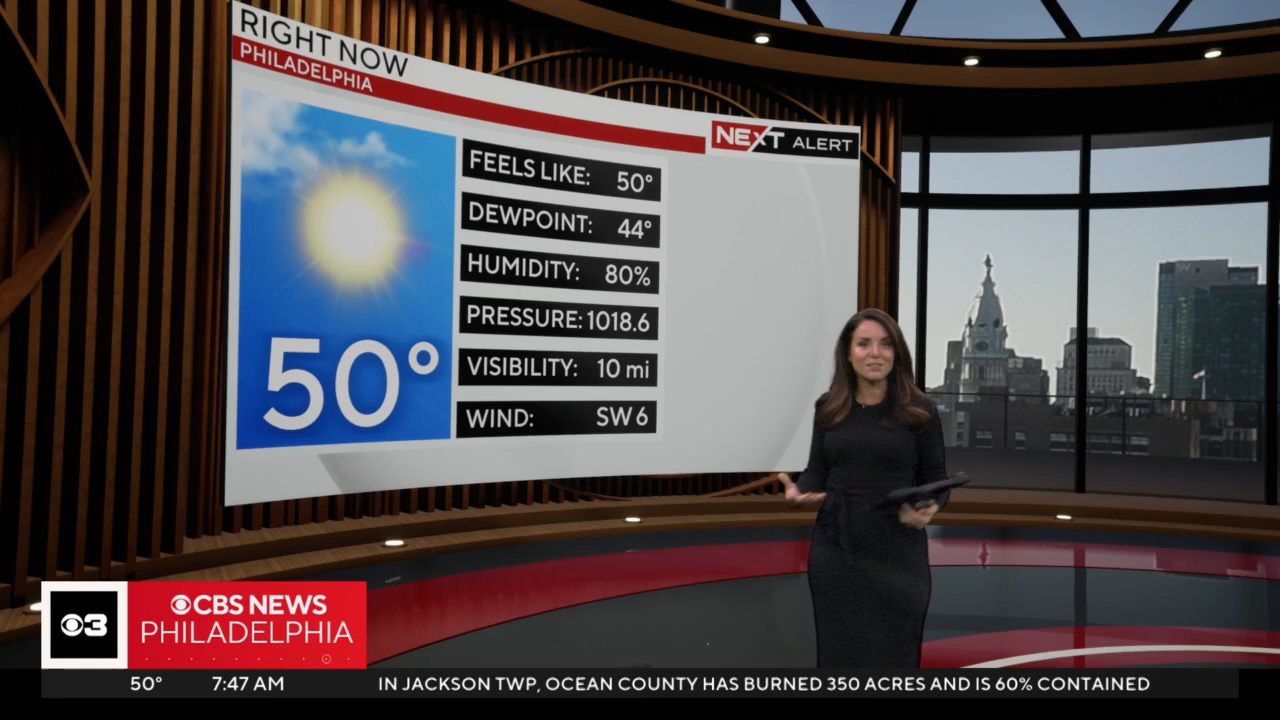 RIGHT NOW
PHILADELPHIA
NEXT ALERT
50°
FEELS LIKE: 50°
DEWPOINT: 44°
HUMIDITY: 80%
PRESSURE: 1018.6
VISIBILITY: 10 mi
WIND: SW 6
3
CBS NEWS
PHILADELPHIA
50° 7:47 AM IN JACKSON TWP, OCEAN COUNTY HAS BURNED 350 ACRES AND IS 60% CONTAINED